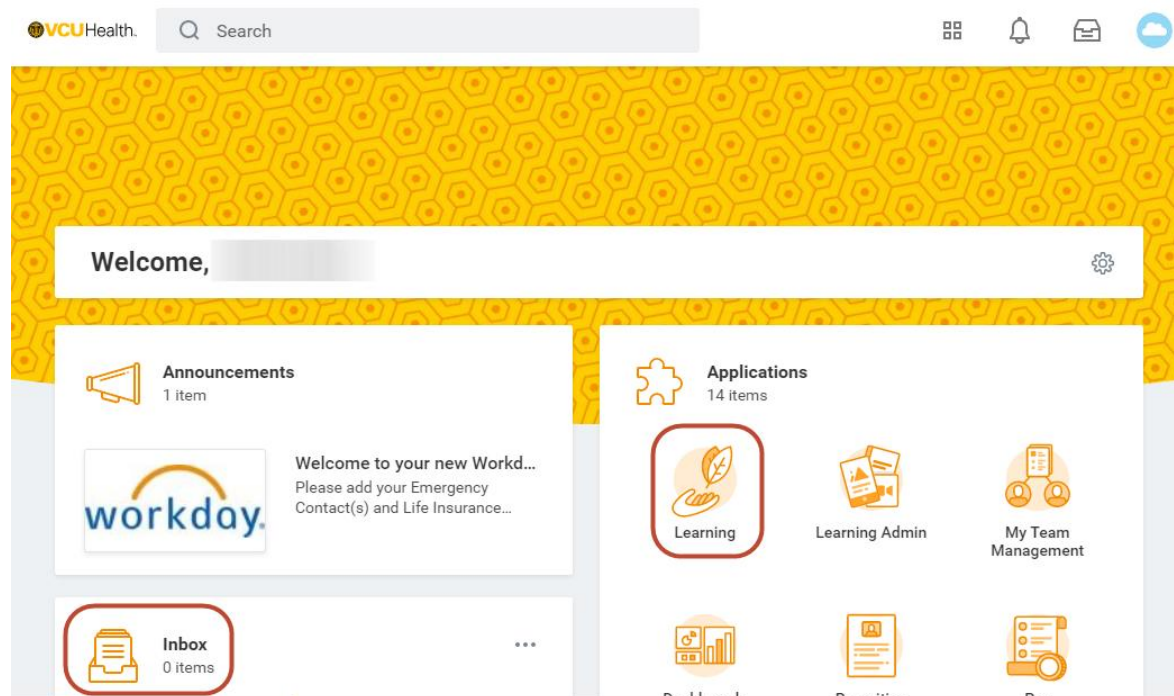 VCUHealth.
Search
Welcome,
Announcements
1 item
workday.
Welcome to your new Workd...
Please add your Emergency
Contact(s) and Life Insurance...
Applications
14 items
Learning
Learning Admin
My Team
Management
Inbox
0 items